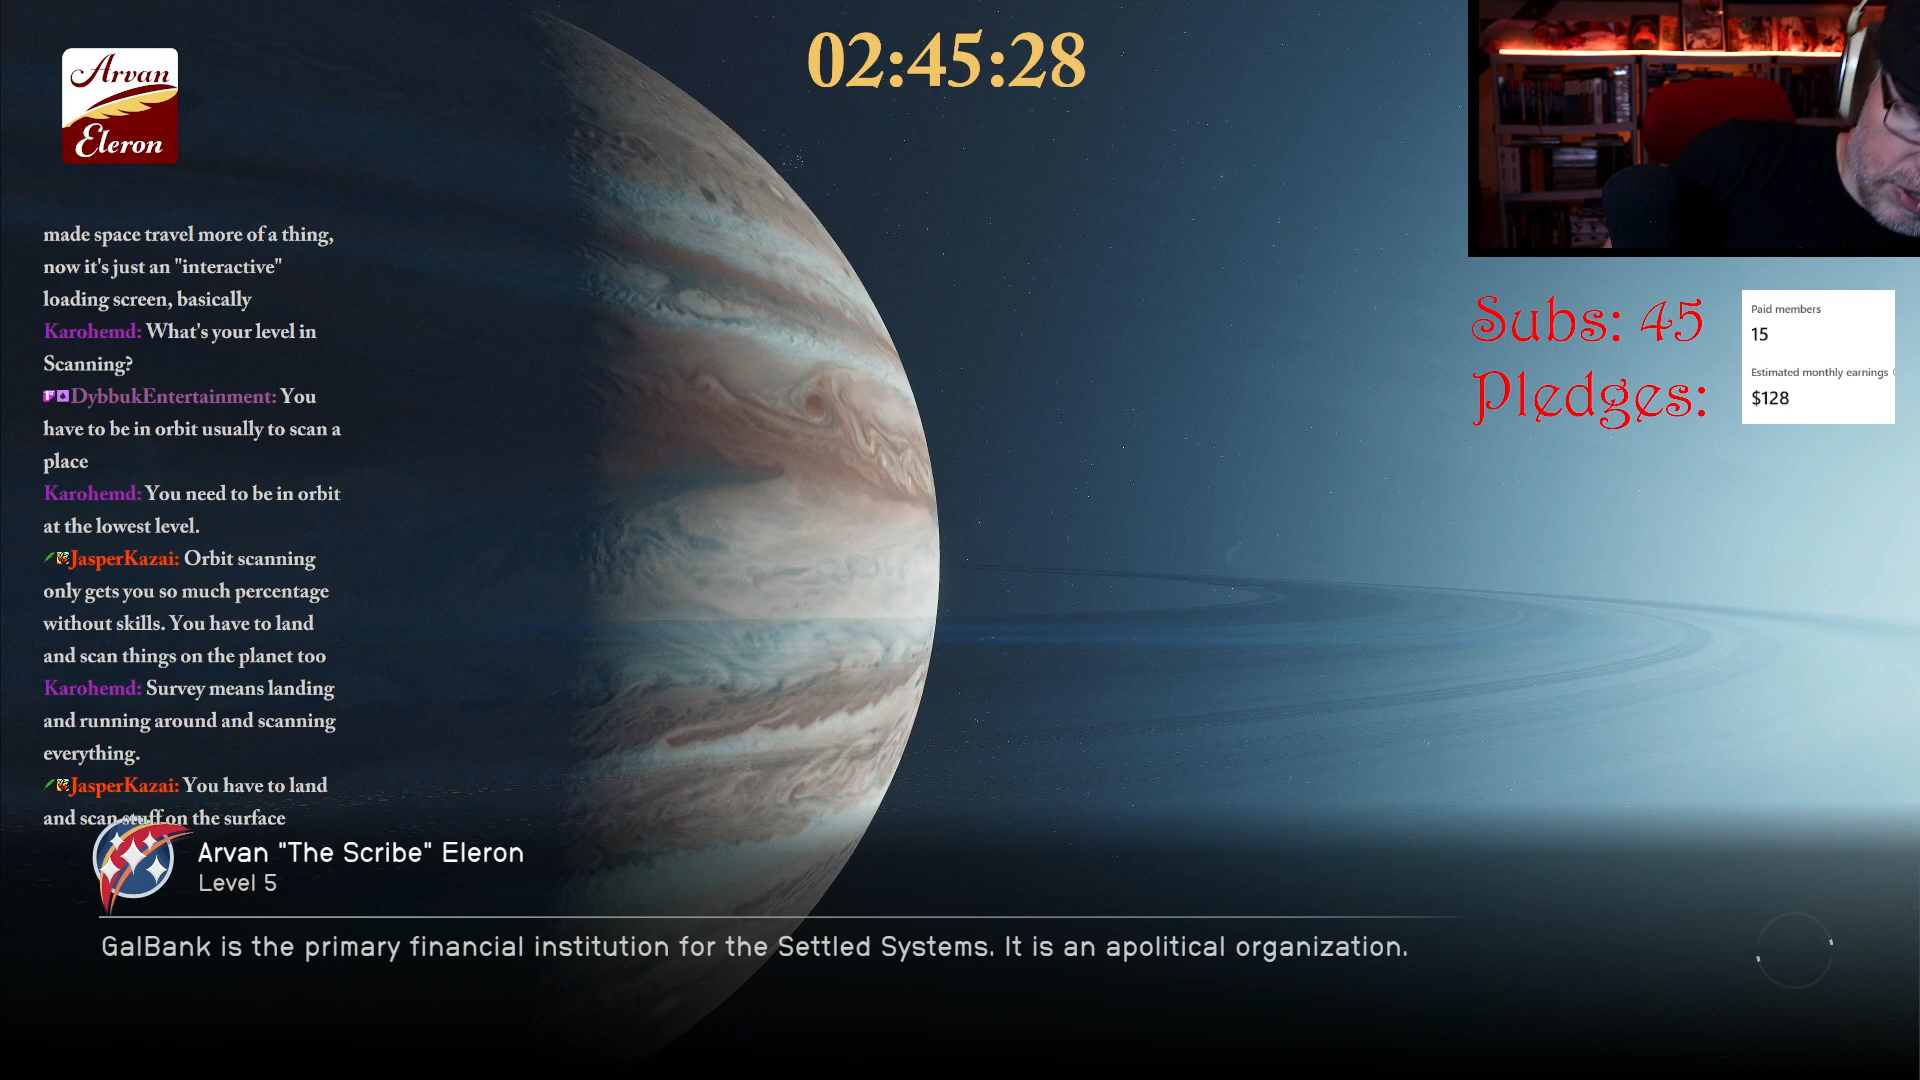 02:45:28
Arvan
Eleron
made space travel more of a thing,
now it's just an "interactive"
loading screen, basically
Karohemd: What's your level in
Scanning?
DybbukEntertainment: You
have to be in orbit usually to scan a
place
Karohemd: You need to be in orbit
at the lowest level.
JasperKazai: Orbit scanning
only gets you so much percentage
without skills. You have to land
and scan things on the planet too
Karohemd: Survey means landing
and running around and scanning
everything.
JasperKazai: You have to land
and scan stuff on the surface
Subs: 45
Pledges:
Paid members
15
Estimated monthly earnings
$128
Arvan "The Scribe" Eleron
Level 5
GalBank is the primary financial institution for the Settled Systems. It is an apolitical organization.